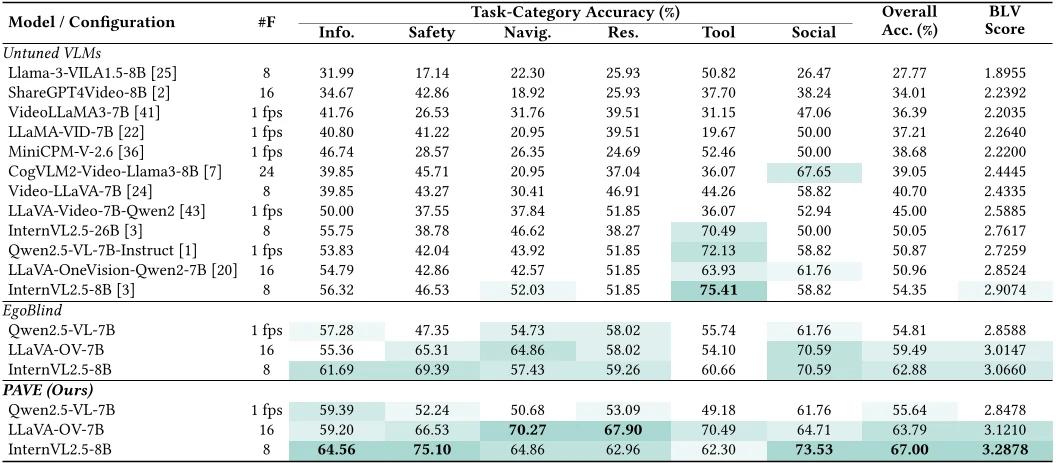 Model / Configuration #F Task-Category Accuracy (%) Overall Acc. (%) BLV Score
Info. Safety Navig. Res. Tool Social
Untuned VLMs
Llama-3-VILA1.5-8B [25] 8 31.99 17.14 22.30 25.93 50.82 26.47 27.77 1.8955
ShareGPT4Video-8B [2] 16 34.67 42.86 18.92 25.93 37.70 38.24 34.01 2.2392
VideoLLaMA3-7B [41] 1 fps 41.76 26.53 31.76 39.51 31.15 47.06 36.39 2.2035
LLaMA-VID-7B [22] 1 fps 40.80 41.22 20.95 39.51 19.67 50.00 37.21 2.2640
MiniCPM-V-2.6 [36] 1 fps 46.74 28.57 26.35 24.69 52.46 50.00 38.68 2.2200
CogVLM2-Video-Llama3-8B [7] 24 39.85 45.71 20.95 37.04 36.07 67.65 39.05 2.4445
Video-LLaVA-7B [24] 8 39.85 43.27 30.41 46.91 44.26 58.82 40.70 2.4335
LLaVA-Video-7B-Qwen2 [43] 1 fps 50.00 37.55 37.84 51.85 36.07 52.94 45.00 2.5885
InternVL2.5-26B [3] 8 55.75 38.78 46.62 38.27 70.49 50.00 50.05 2.7617
Qwen2.5-VL-7B-Instruct [1] 1 fps 53.83 42.04 43.92 51.85 72.13 58.82 50.87 2.7259
LLaVA-OneVision-Qwen2-7B [20] 16 54.79 42.86 42.57 51.85 63.93 61.76 50.96 2.8524
InternVL2.5-8B [3] 8 56.32 46.53 52.03 51.85 75.41 58.82 54.35 2.9074
EgoBlind
Qwen2.5-VL-7B 1 fps 57.28 47.35 54.73 58.02 55.74 61.76 54.81 2.8588
LLaVA-OV-7B 16 55.36 65.31 64.86 58.02 54.10 70.59 59.49 3.0147
InternVL2.5-8B 8 61.69 69.39 57.43 59.26 60.66 70.59 62.88 3.0660
PAVE (Ours)
Qwen2.5-VL-7B 1 fps 59.39 52.24 50.68 53.09 49.18 61.76 55.64 2.8478
LLaVA-OV-7B 16 59.20 66.53 70.27 67.90 70.49 64.71 63.79 3.1210
InternVL2.5-8B 8 64.56 75.10 64.86 62.96 62.30 73.53 67.00 3.2878